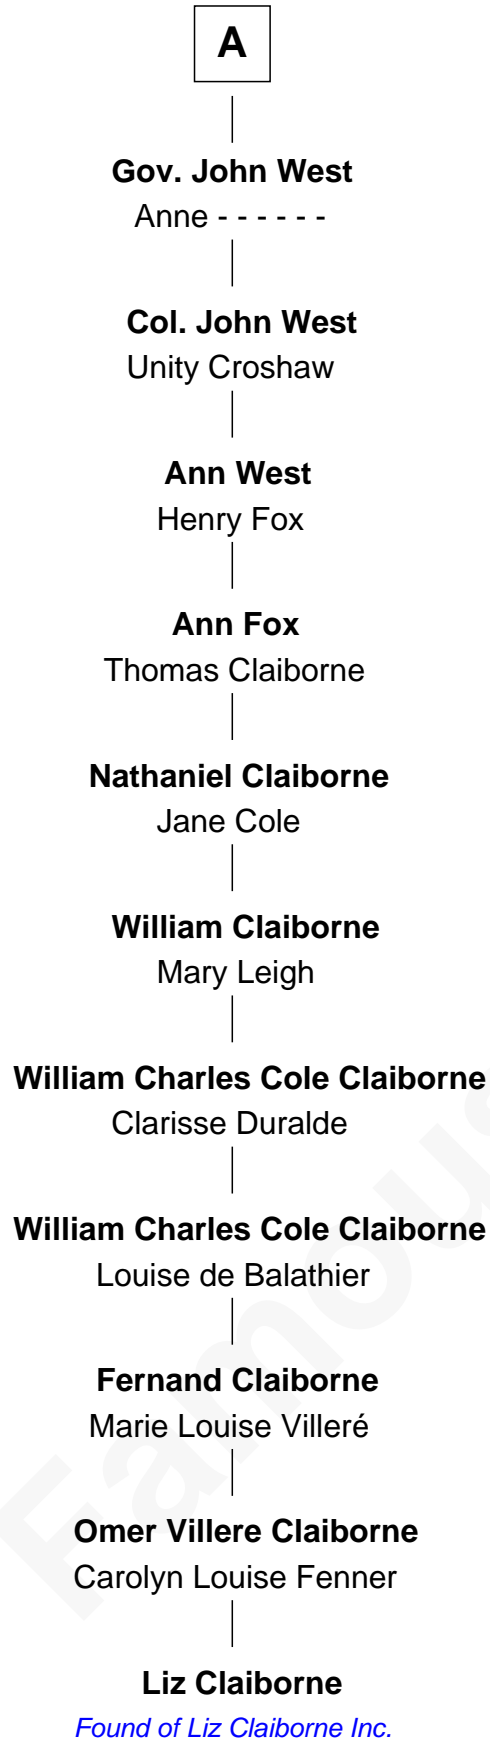 A
Gov. John West
Anne - - - - - -
Col. John West
Unity Croshaw
Ann West
Henry Fox
Ann Fox
Thomas Claiborne
Nathaniel Claiborne
Jane Cole
William Claiborne
Mary Leigh
William Charles Cole Claiborne
Clarisse Duralde
William Charles Cole Claiborne
Louise de Balathier
Fernand Claiborne
Marie Louise Villeré
Omer Villere Claiborne
Carolyn Louise Fenner
Liz Claiborne
Found of Liz Claiborne Inc.
Famous